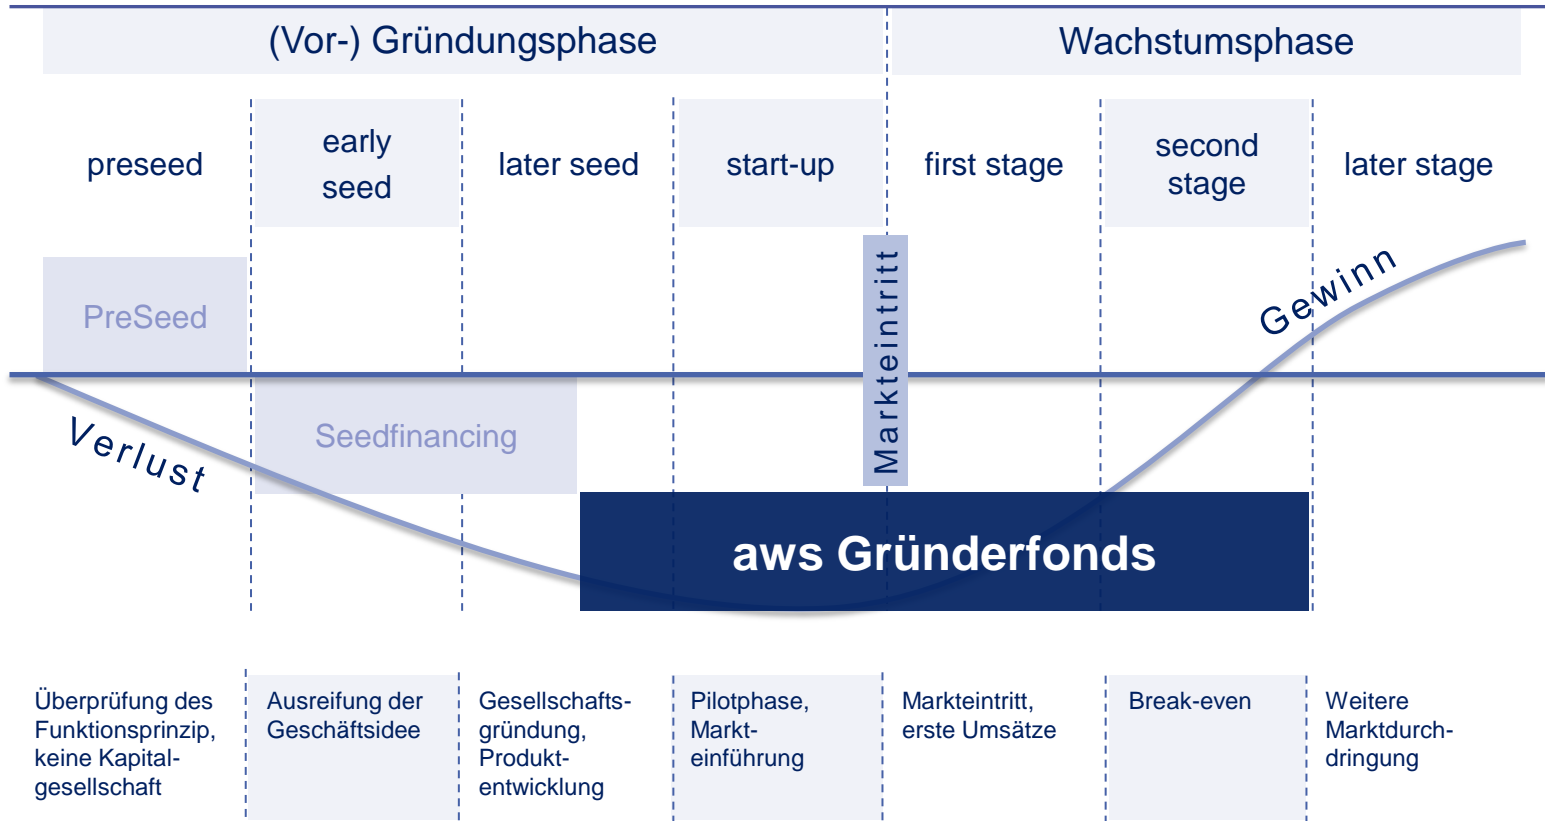 (Vor-) Gründungsphase
Wachstumsphase
preseed
early
seed
later seed
start-up
first stage
second
stage
later stage
PreSeed
Markteintritt
Gewinn
Verlust
Seedfinancing
aws Gründerfonds
Überprüfung des
Funktionsprinzip,
keine Kapital-
gesellschaft
Ausreifung der
Geschäftsidee
Gesellschafts-
gründung,
Produkt-
entwicklung
Pilotphase,
Markt-
einführung
Markteintritt,
erste Umsätze
Break-even
Weitere
Marktdurch-
dringung